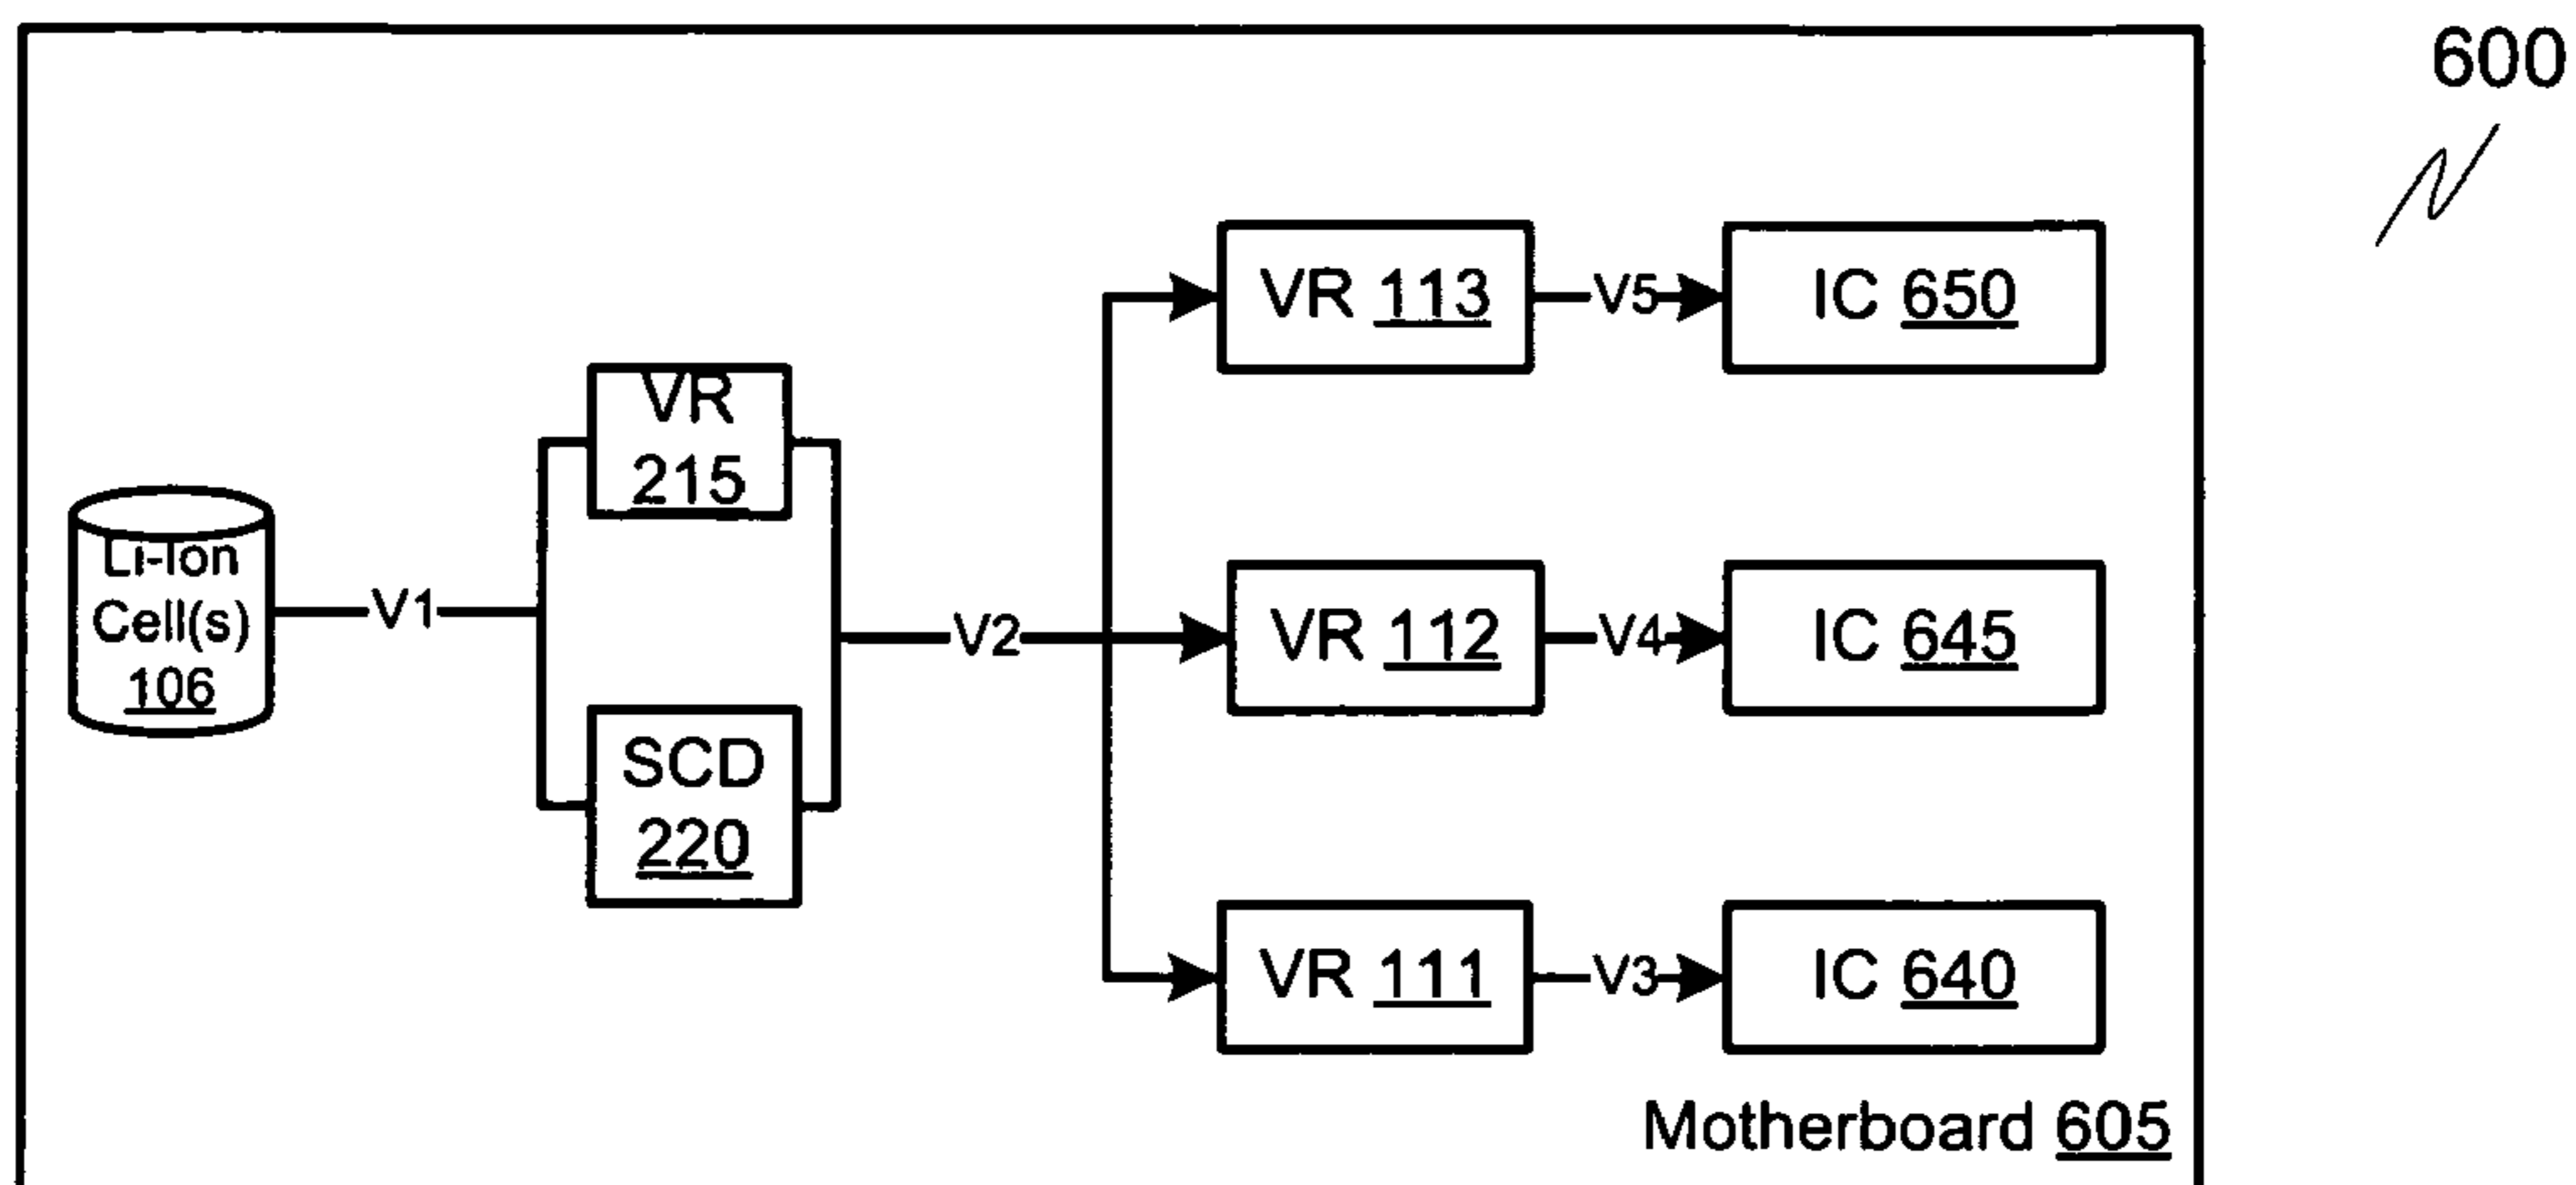 600
VR 113
V5
IC 650
VR
215
Li-Ion
Cell(s)
106
V1
V2
VR 112
V4
IC 645
SCD
220
VR 111
V3
IC 640
Motherboard 605